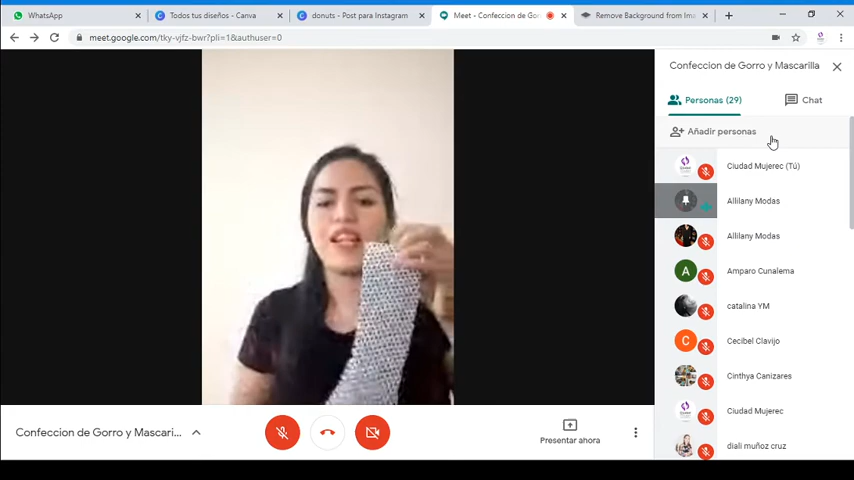 WhatsApp
Todos tus diseños - Canva
donuts - Post para Instagram
Meet - Confeccion de Go
Remove Background from Ima
meet.google.com/tky-vjfz-bwr?pli=1&authuser=0
Confeccion de Gorro y Mascarilla
Personas (29)
Chat
Añadir personas
Ciudad Mujerec (Tú)
Allilany Modas
Allilany Modas
A
Amparo Cunalema
catalina YM
C
Cecibel Clavijo
Cinthya Canizares
Ciudad Mujerec
diali muñoz cruz
Confeccion de Gorro y Mascari...
Presentar ahora